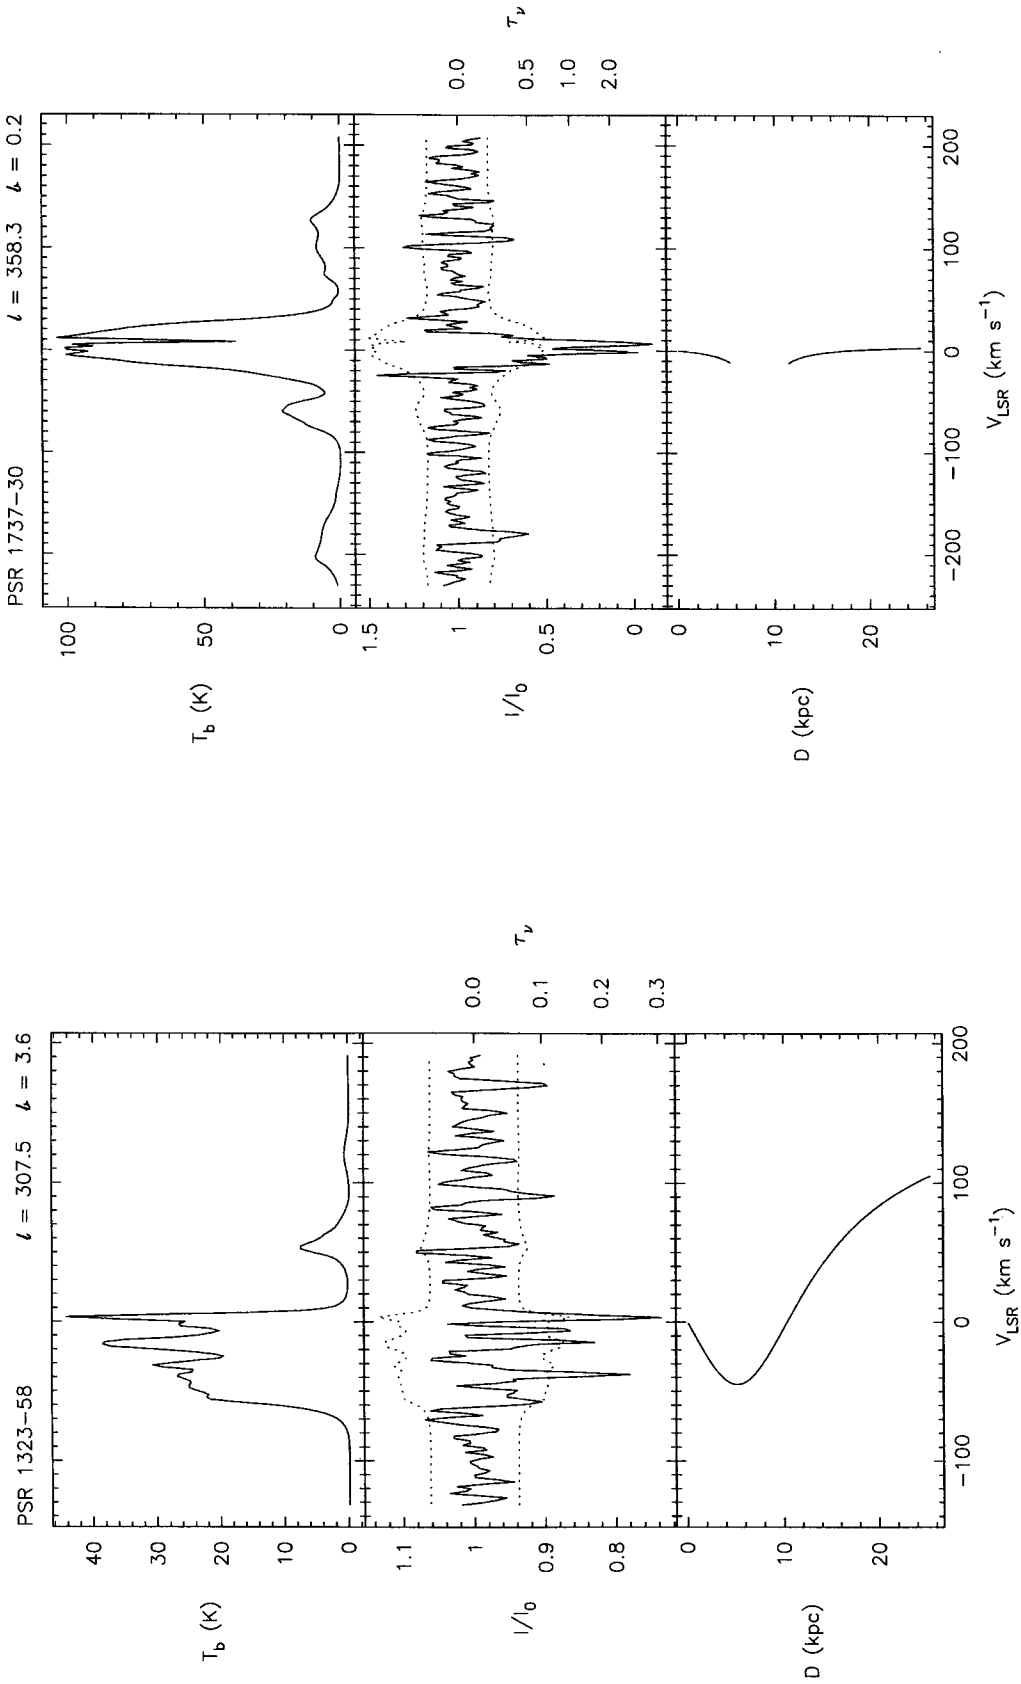 PSR 1323−58 l = 307.5 b = 3.6
T_b (K)
40 30 20 10 0
I/I_0
1.1 1 0.9 0.8
τ_ν
0.0 0.1 0.2 0.3
D (kpc)
0 10 20
−100 0 100 200
V_LSR (km s⁻¹)
PSR 1737−30 l = 358.3 b = 0.2
T_b (K)
100 50 0
I/I_0
1.5 1 0.5 0
τ_ν
0.0 0.5 1.0 2.0
D (kpc)
0 10 20
−200 −100 0 100 200
V_LSR (km s⁻¹)